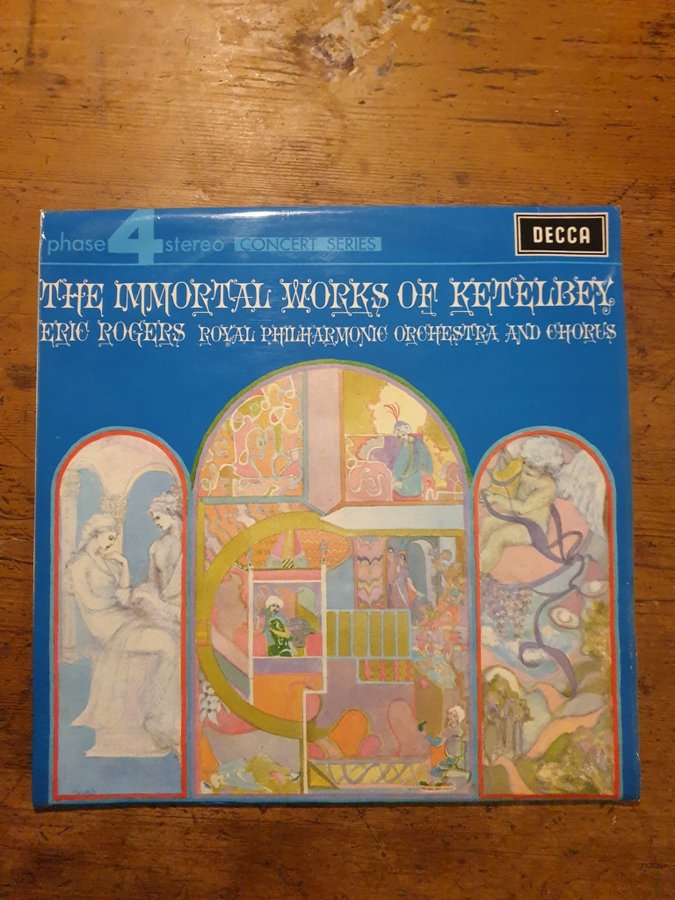 phase 4 stereo CONCERT SERIES
DECCA
THE IMMORTAL WORKS OF KETÈLBEY
ERIC ROGERS ROYAL PHILHARMONIC ORCHESTRA AND CHORUS